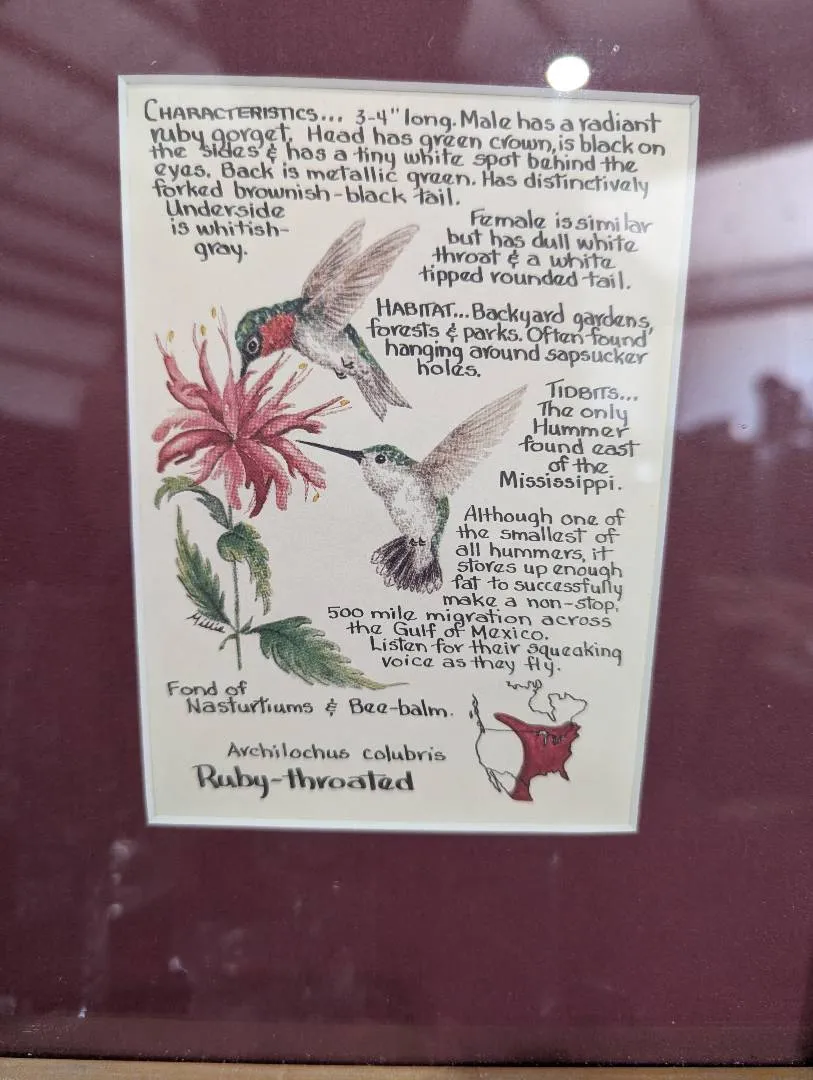 CHARACTERISTICS... 3-4" long. Male has a radiant
ruby gorget. Head has green crown, is black on
the sides & has a tiny white spot behind the
eyes. Back is metallic green. Has distinctively
forked brownish-black tail.
Underside
is whitish-
gray.
Female is similar
but has dull white
throat & a white
tipped rounded tail.
HABITAT... Backyard gardens,
forests & parks. Often found
hanging around sapsucker
holes.
TIDBITS...
The only
Hummer
found east
of the
Mississippi.
Although one of
the smallest of
all hummers, it
stores up enough
fat to successfully
make a non-stop,
500 mile migration across
the Gulf of Mexico.
Listen for their squeaking
voice as they fly.
Fond of
Nasturtiums & Bee-balm.
Archilochus colubris
Ruby-throated